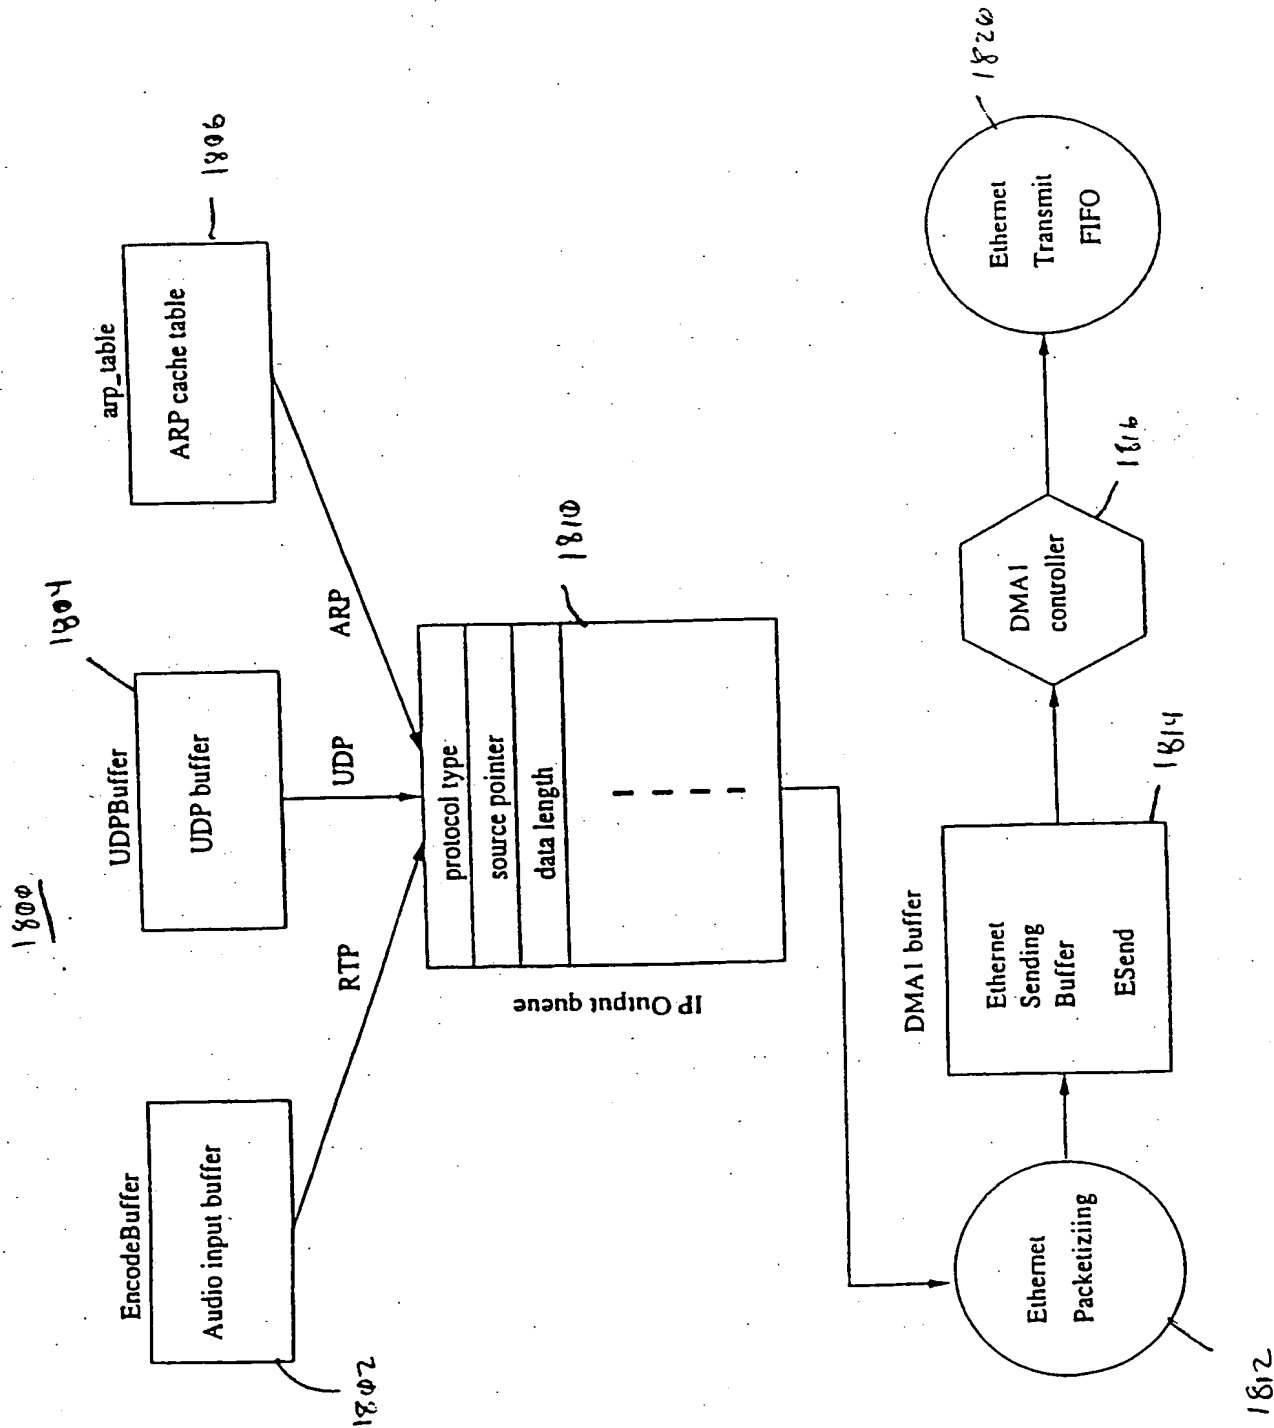 1800
EncodeBuffer
Audio input buffer
1802
UDPBuffer
UDP buffer
1804
arp_table
ARP cache table
1806
RTP
UDP
ARP
IP Output queue
protocol type
source pointer
data length
1810
Ethernet
Packetiziing
1812
DMA1 buffer
Ethernet
Sending
Buffer
ESend
1814
DMA1
controller
1816
Ethernet
Transmit
FIFO
1820